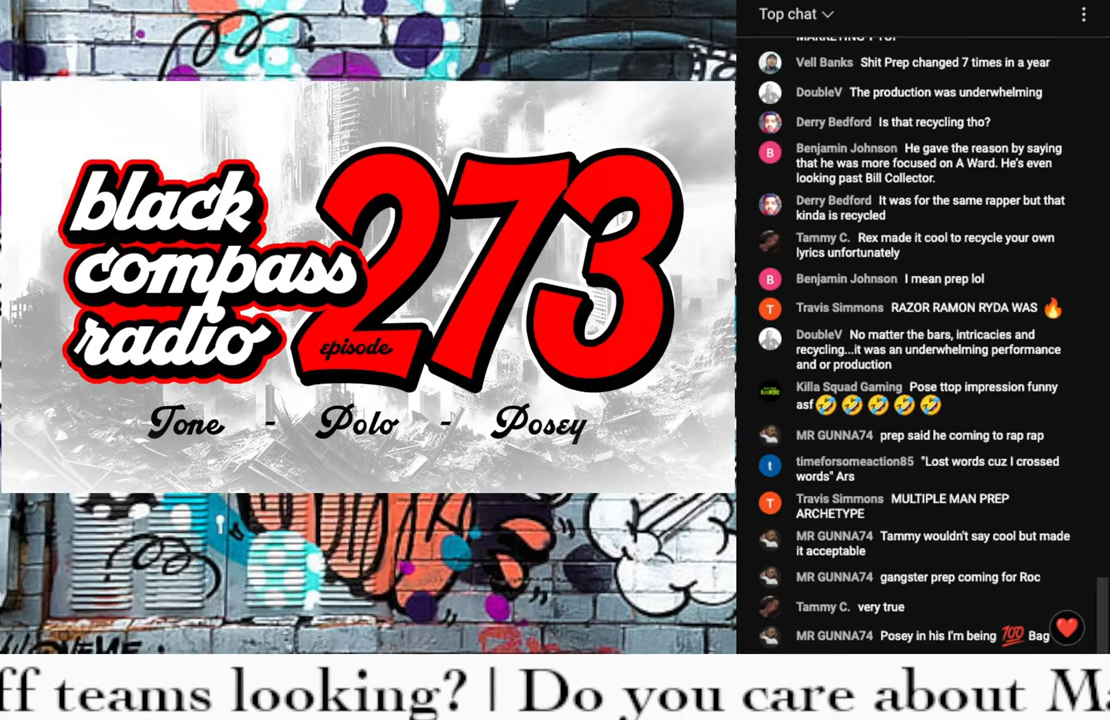 Top chat
MARKETING PTOP
Vell Banks Shit Prep changed 7 times in a year
DoubleV The production was underwhelming
Derry Bedford Is that recycling tho?
B
Benjamin Johnson He gave the reason by saying
that he was more focused on A Ward. He's even
looking past Bill Collector.
Derry Bedford It was for the same rapper but that
kinda is recycled
Tammy C. Rex made it cool to recycle your own
lyrics unfortunately
B
Benjamin Johnson I mean prep lol
T
Travis Simmons RAZOR RAMON RYDA WAS 🔥
DoubleV No matter the bars, intricacies and
recycling...it was an underwhelming performance
and or production
Killa Squad Gaming Pose ttop impression funny
asf 🤣🤣🤣🤣🤣
MR GUNNA74 prep said he coming to rap rap
t
timeforsomeaction85 "Lost words cuz I crossed
words" Ars
T
Travis Simmons MULTIPLE MAN PREP
ARCHETYPE
MR GUNNA74 Tammy wouldn't say cool but made
it acceptable
MR GUNNA74 gangster prep coming for Roc
Tammy C. very true
MR GUNNA74 Posey in his I'm being 💯 Bag
black
compass
radio
273
episode
Tone - Polo - Posey
ff teams looking? | Do you care about Ma